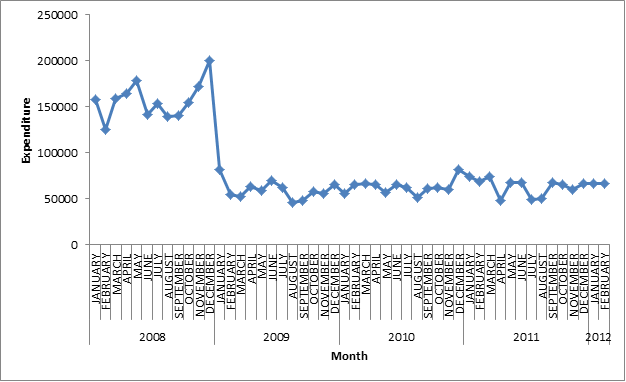 250000
200000
150000
100000
50000
0
Expenditure
JANUARY
FEBRUARY
MARCH
APRIL
MAY
JUNE
JULY
AUGUST
SEPTEMBER
OCTOBER
NOVEMBER
DECEMBER
JANUARY
FEBRUARY
MARCH
APRIL
MAY
JUNE
JULY
AUGUST
SEPTEMBER
OCTOBER
NOVEMBER
DECEMBER
JANUARY
FEBRUARY
MARCH
APRIL
MAY
JUNE
JULY
AUGUST
SEPTEMBER
OCTOBER
NOVEMBER
DECEMBER
JANUARY
FEBRUARY
MARCH
APRIL
MAY
JUNE
JULY
AUGUST
SEPTEMBER
OCTOBER
NOVEMBER
DECEMBER
JANUARY
FEBRUARY
2008 2009 2010 2011 2012
Month